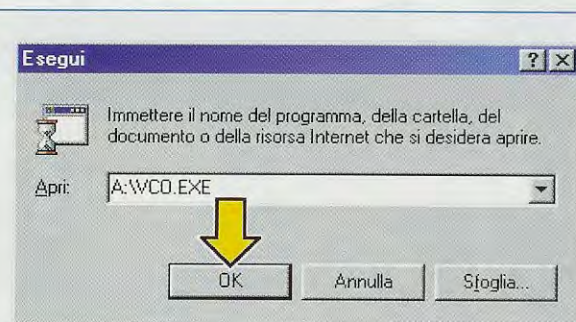 Esegui
? ×
Immettere il nome del programma, della cartella, del
documento o della risorsa Internet che si desidera aprire.
Apri: A:\VCO.EXE
OK Annulla Sfoglia...